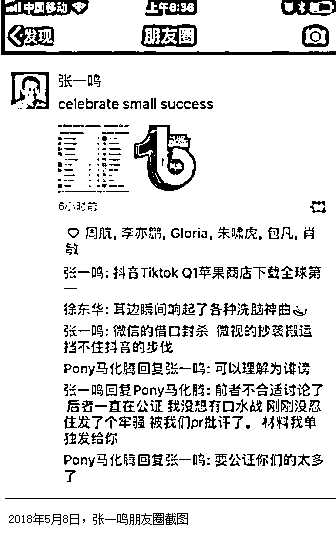 中国移动 上午8:36
发现 朋友圈
张一鸣
celebrate small success
6小时前
周航, 李亦鹏, Gloria, 朱啸虎, 包凡, 肖
敏
张一鸣: 抖音Tiktok Q1苹果商店下载全球第
一
徐东华: 耳边瞬间响起了各种洗脑神曲
张一鸣: 微信的借口封杀 微视的抄袭搬运
挡不住抖音的步伐
Pony马化腾回复张一鸣: 可以理解为诽谤
张一鸣回复Pony马化腾: 前者不合适讨论了
后者一直在公证 我没想有口水战 刚刚没忍
住发了个牢骚 被我们pr批评了。 材料我单
独发给你
Pony马化腾回复张一鸣: 要公证你们的太多
了
2018年5月8日，张一鸣朋友圈截图